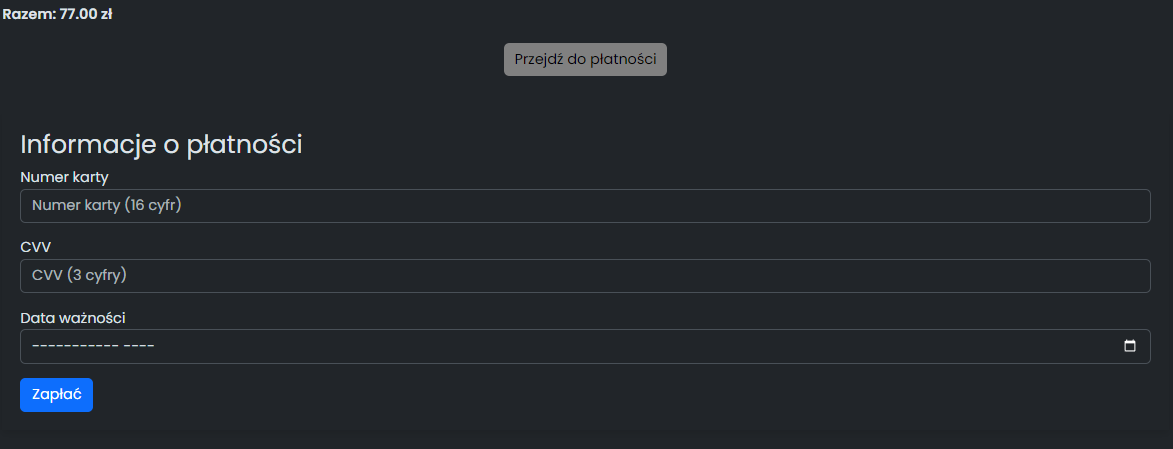 Razem: 77.00 zł
Przejdź do płatności
Informacje o płatności
Numer karty
Numer karty (16 cyfr)
CVV
CVV (3 cyfry)
Data ważności
----------- ----
Zapłać